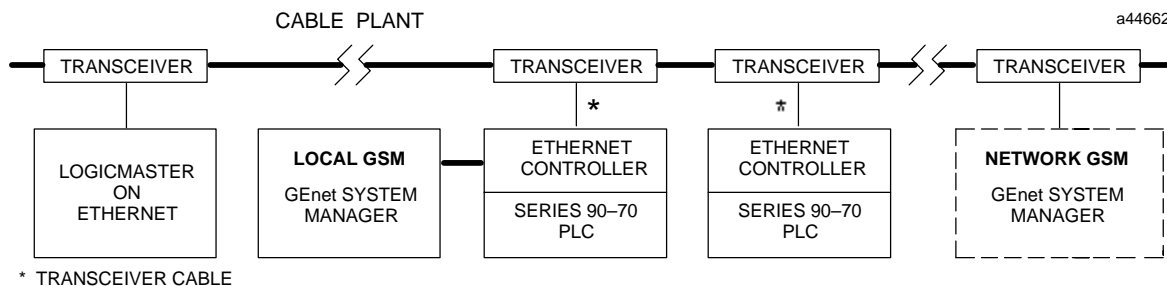 CABLE PLANT
a44662
TRANSCEIVER
TRANSCEIVER
TRANSCEIVER
TRANSCEIVER
*
*
LOGICMASTER
ON
ETHERNET
LOCAL GSM
GEnet SYSTEM
MANAGER
ETHERNET
CONTROLLER
SERIES 90–70
PLC
ETHERNET
CONTROLLER
SERIES 90–70
PLC
NETWORK GSM
GEnet SYSTEM
MANAGER
* TRANSCEIVER CABLE